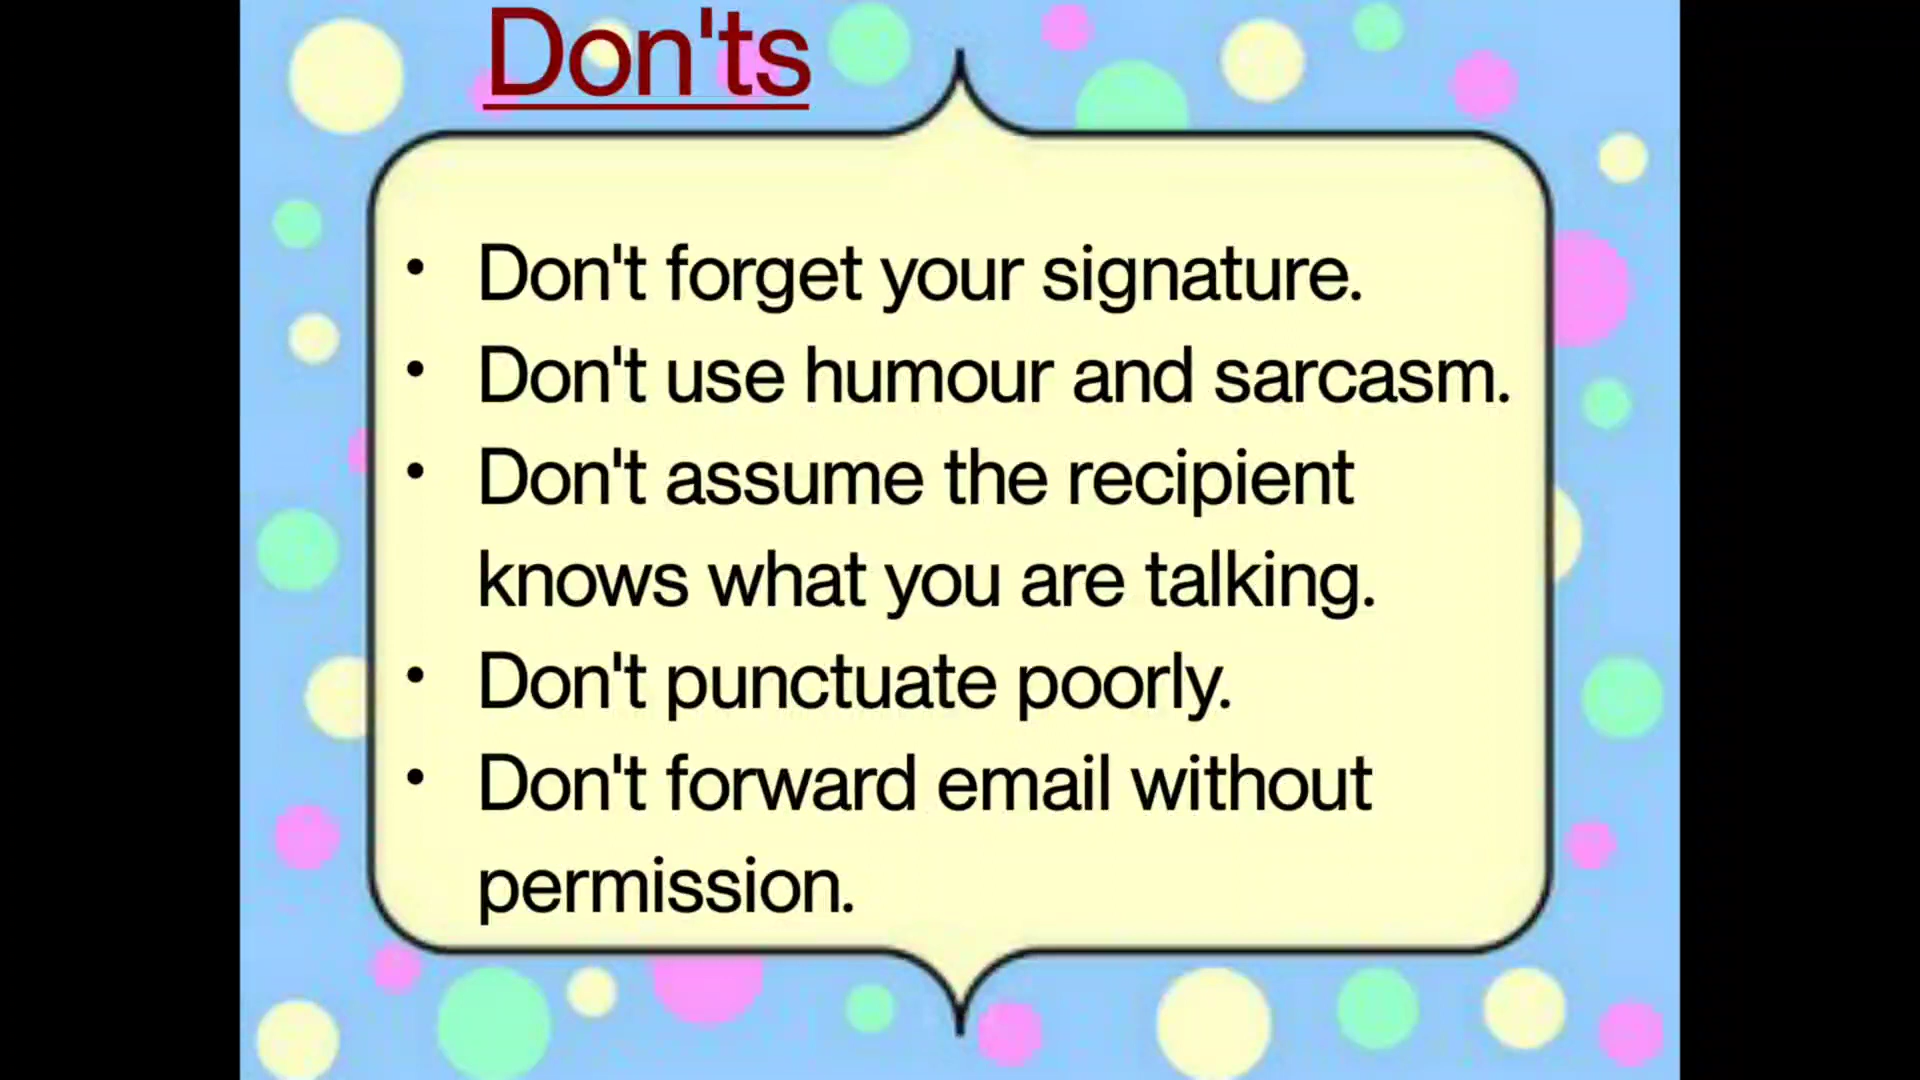 Don'ts
• Don't forget your signature.
• Don't use humour and sarcasm.
• Don't assume the recipient
knows what you are talking.
• Don't punctuate poorly.
• Don't forward email without
permission.